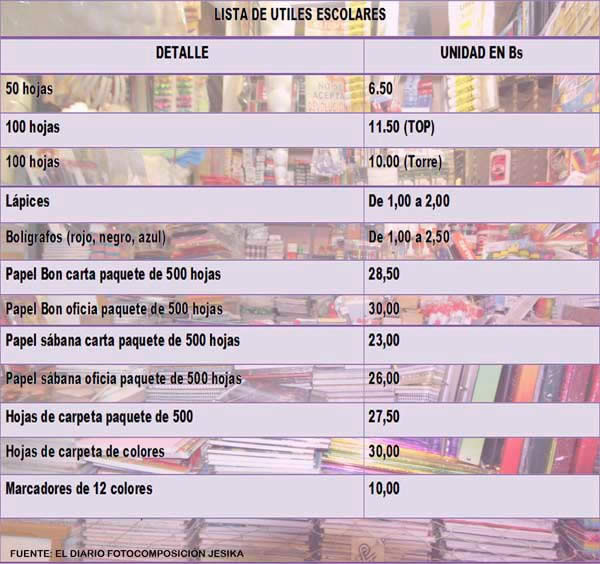 LISTA DE UTILES ESCOLARES
DETALLE UNIDAD EN Bs
50 hojas 6.50
100 hojas 11.50 (TOP)
100 hojas 10.00 (Torre)
Lápices De 1,00 a 2,00
Boligrafos (rojo, negro, azul) De 1,00 a 2,50
Papel Bon carta paquete de 500 hojas 28,50
Papel Bon oficia paquete de 500 hojas 30,00
Papel sábana carta paquete de 500 hojas 23,00
Papel sábana oficia paquete de 500 hojas 26,00
Hojas de carpeta paquete de 500 27,50
Hojas de carpeta de colores 30,00
Marcadores de 12 colores 10,00
FUENTE: EL DIARIO FOTOCOMPOSICIÓN JESIKA